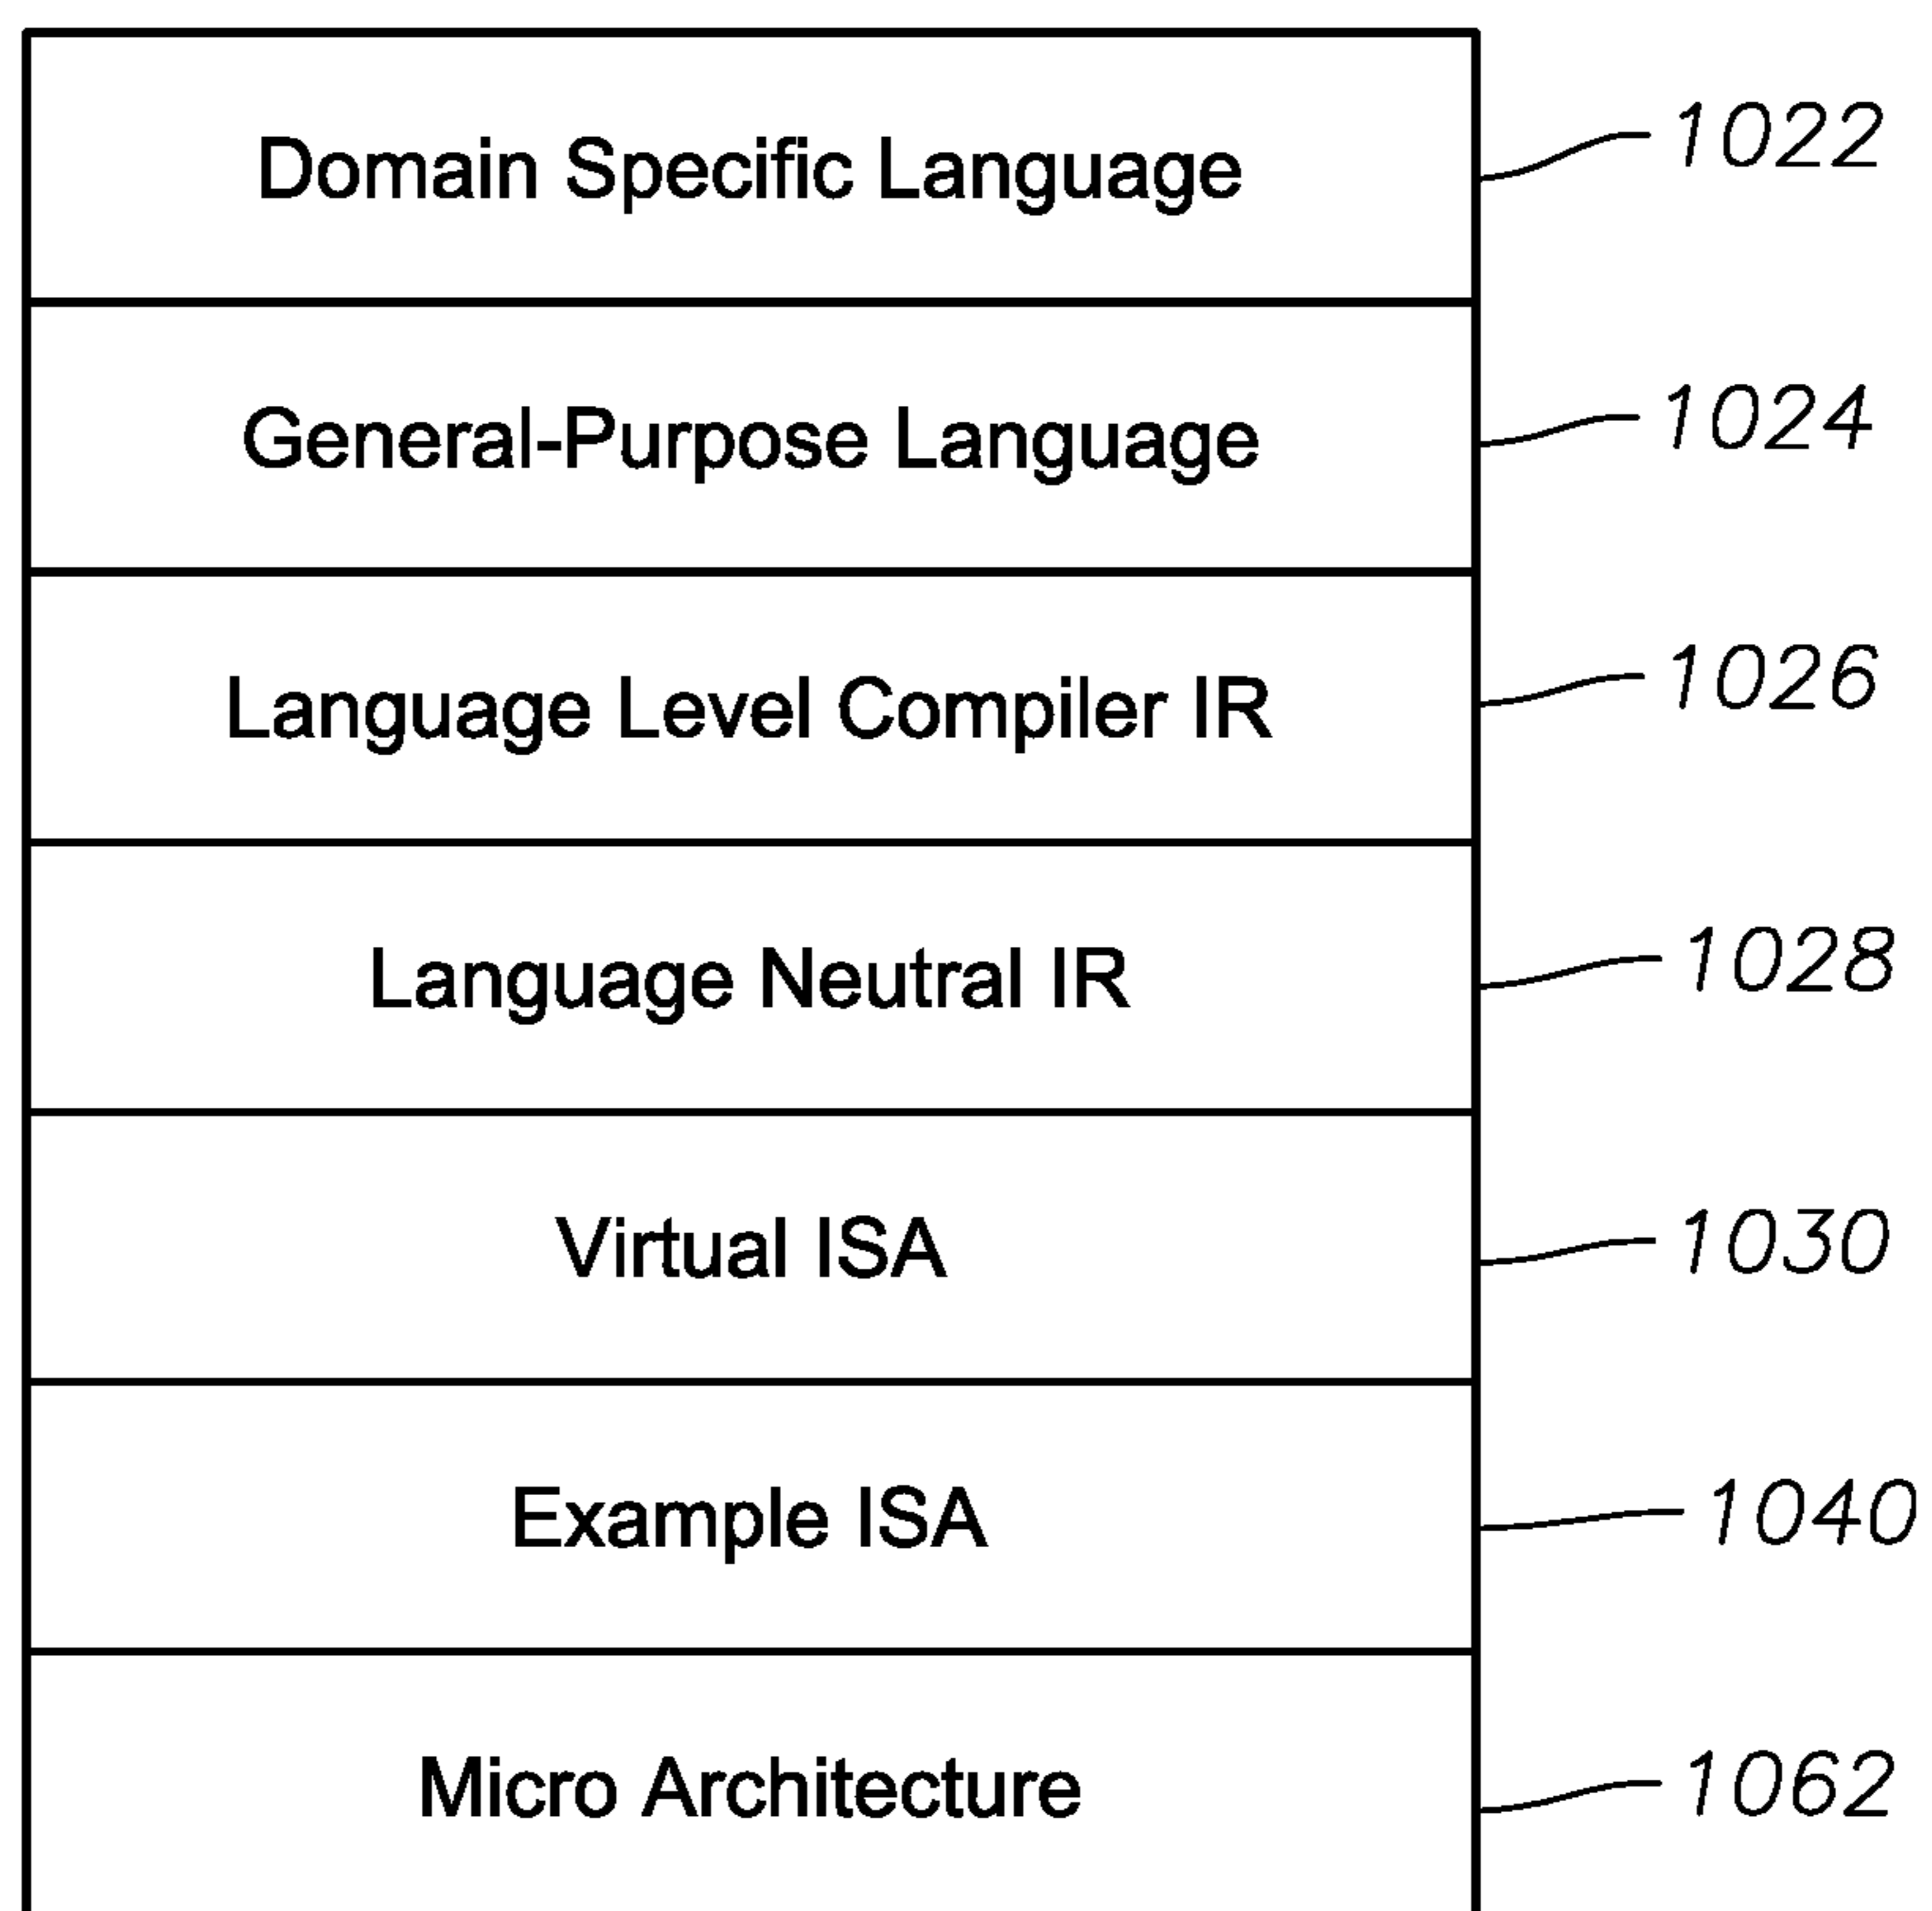 Domain Specific Language 1022
General-Purpose Language 1024
Language Level Compiler IR 1026
Language Neutral IR 1028
Virtual ISA 1030
Example ISA 1040
Micro Architecture 1062